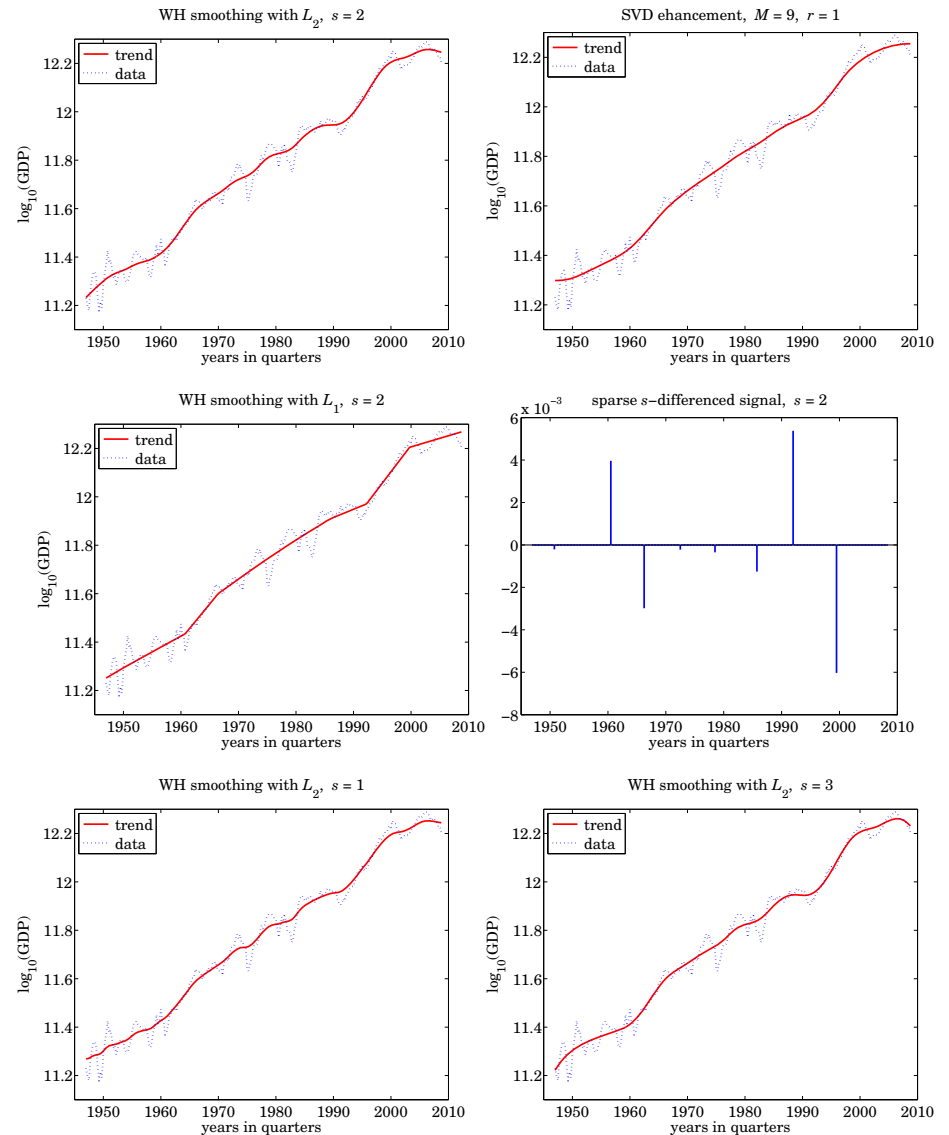 WH smoothing with L₂, s = 2
trend
data
12.2
12
11.8
11.6
11.4
11.2
log₁₀(GDP)
1950 1960 1970 1980 1990 2000 2010
years in quarters
SVD ehancement, M = 9, r = 1
trend
data
12.2
12
11.8
11.6
11.4
11.2
log₁₀(GDP)
1950 1960 1970 1980 1990 2000 2010
years in quarters
WH smoothing with L₁, s = 2
trend
data
12.2
12
11.8
11.6
11.4
11.2
log₁₀(GDP)
1950 1960 1970 1980 1990 2000 2010
years in quarters
sparse s−differenced signal, s = 2
x 10⁻³
6
4
2
0
−2
−4
−6
−8
1950 1960 1970 1980 1990 2000 2010
years in quarters
WH smoothing with L₂, s = 1
trend
data
12.2
12
11.8
11.6
11.4
11.2
log₁₀(GDP)
1950 1960 1970 1980 1990 2000 2010
years in quarters
WH smoothing with L₂, s = 3
trend
data
12.2
12
11.8
11.6
11.4
11.2
log₁₀(GDP)
1950 1960 1970 1980 1990 2000 2010
years in quarters